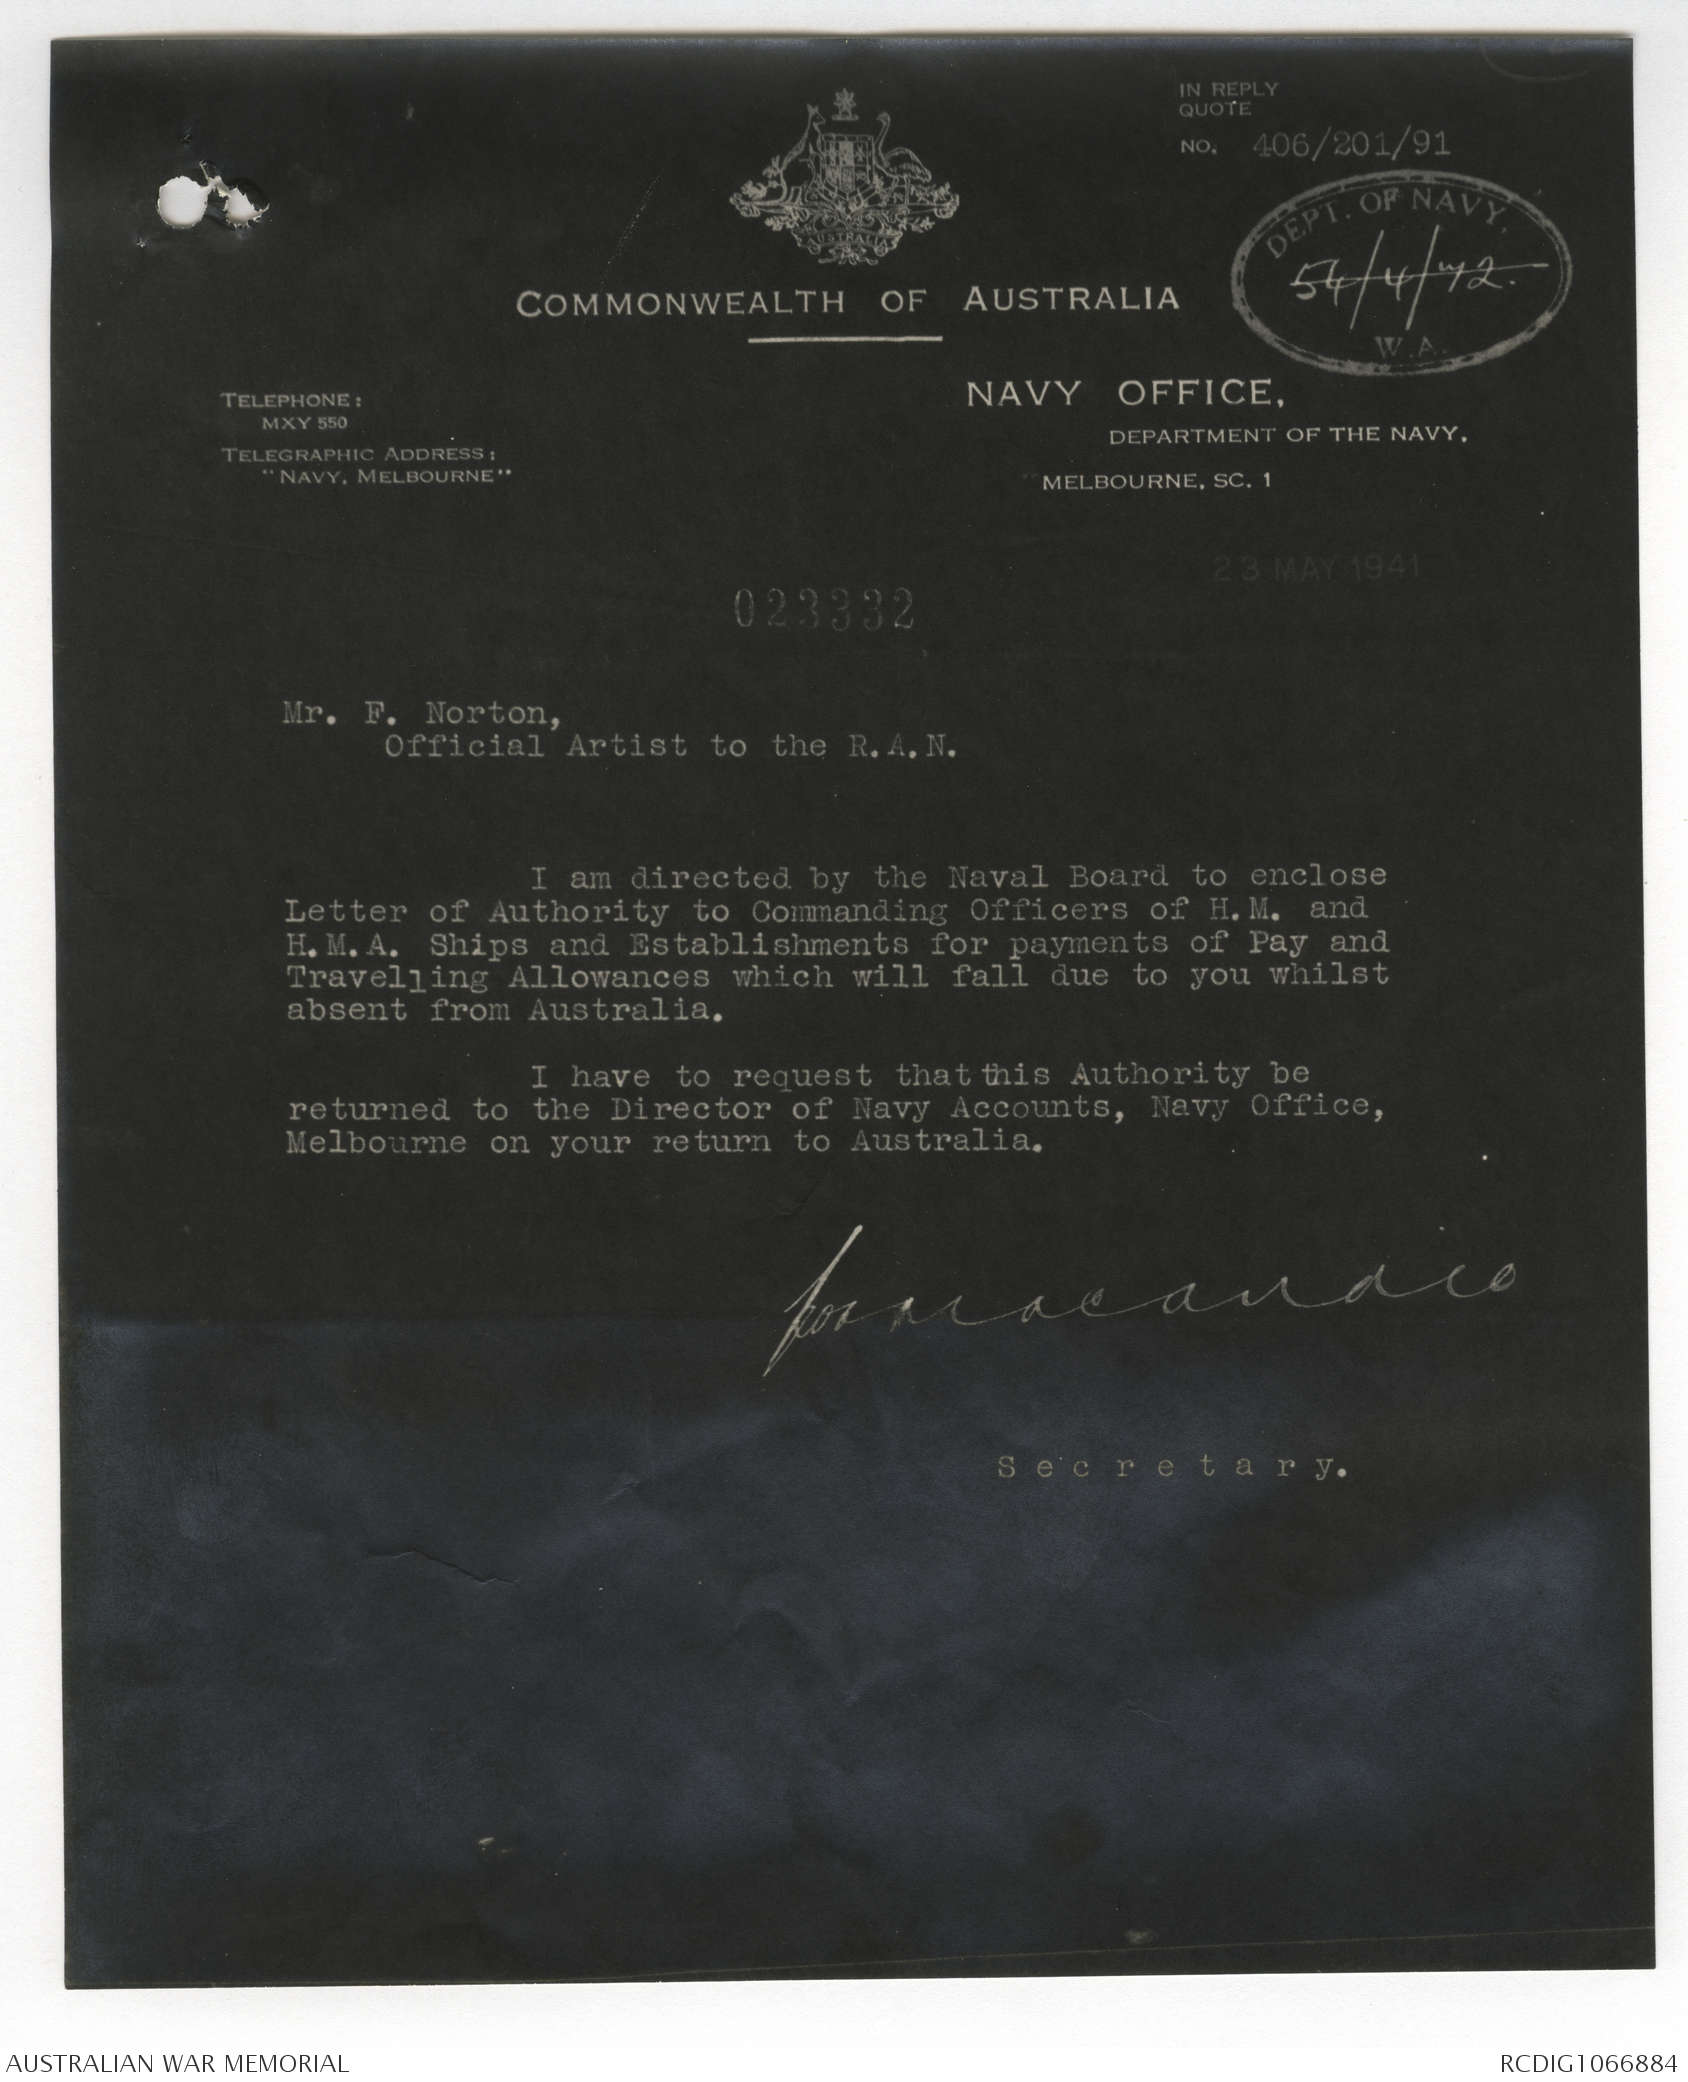 IN REPLY
QUOTE
NO. 406/201/91
AUSTRALIA
DEPT. OF NAVY,
54/4/42.
W.A.
COMMONWEALTH OF AUSTRALIA
NAVY OFFICE,
DEPARTMENT OF THE NAVY,
MELBOURNE, SC. 1
TELEPHONE:
MXY 550
TELEGRAPHIC ADDRESS:
"NAVY, MELBOURNE"
23 MAY 1941
023332
Mr. F. Norton,
Official Artist to the R.A.N.
I am directed by the Naval Board to enclose
Letter of Authority to Commanding Officers of H.M. and
H.M.A. Ships and Establishments for payments of Pay and
Travelling Allowances which will fall due to you whilst
absent from Australia.
I have to request that this Authority be
returned to the Director of Navy Accounts, Navy Office,
Melbourne on your return to Australia.
Secretary.
AUSTRALIAN WAR MEMORIAL
RCDIG1066884